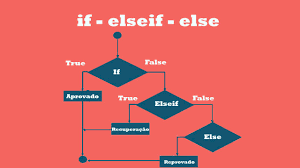 if - elseif - else
True
False
If
Aprovado
True
False
Elseif
Recuperação
Else
Reprovado